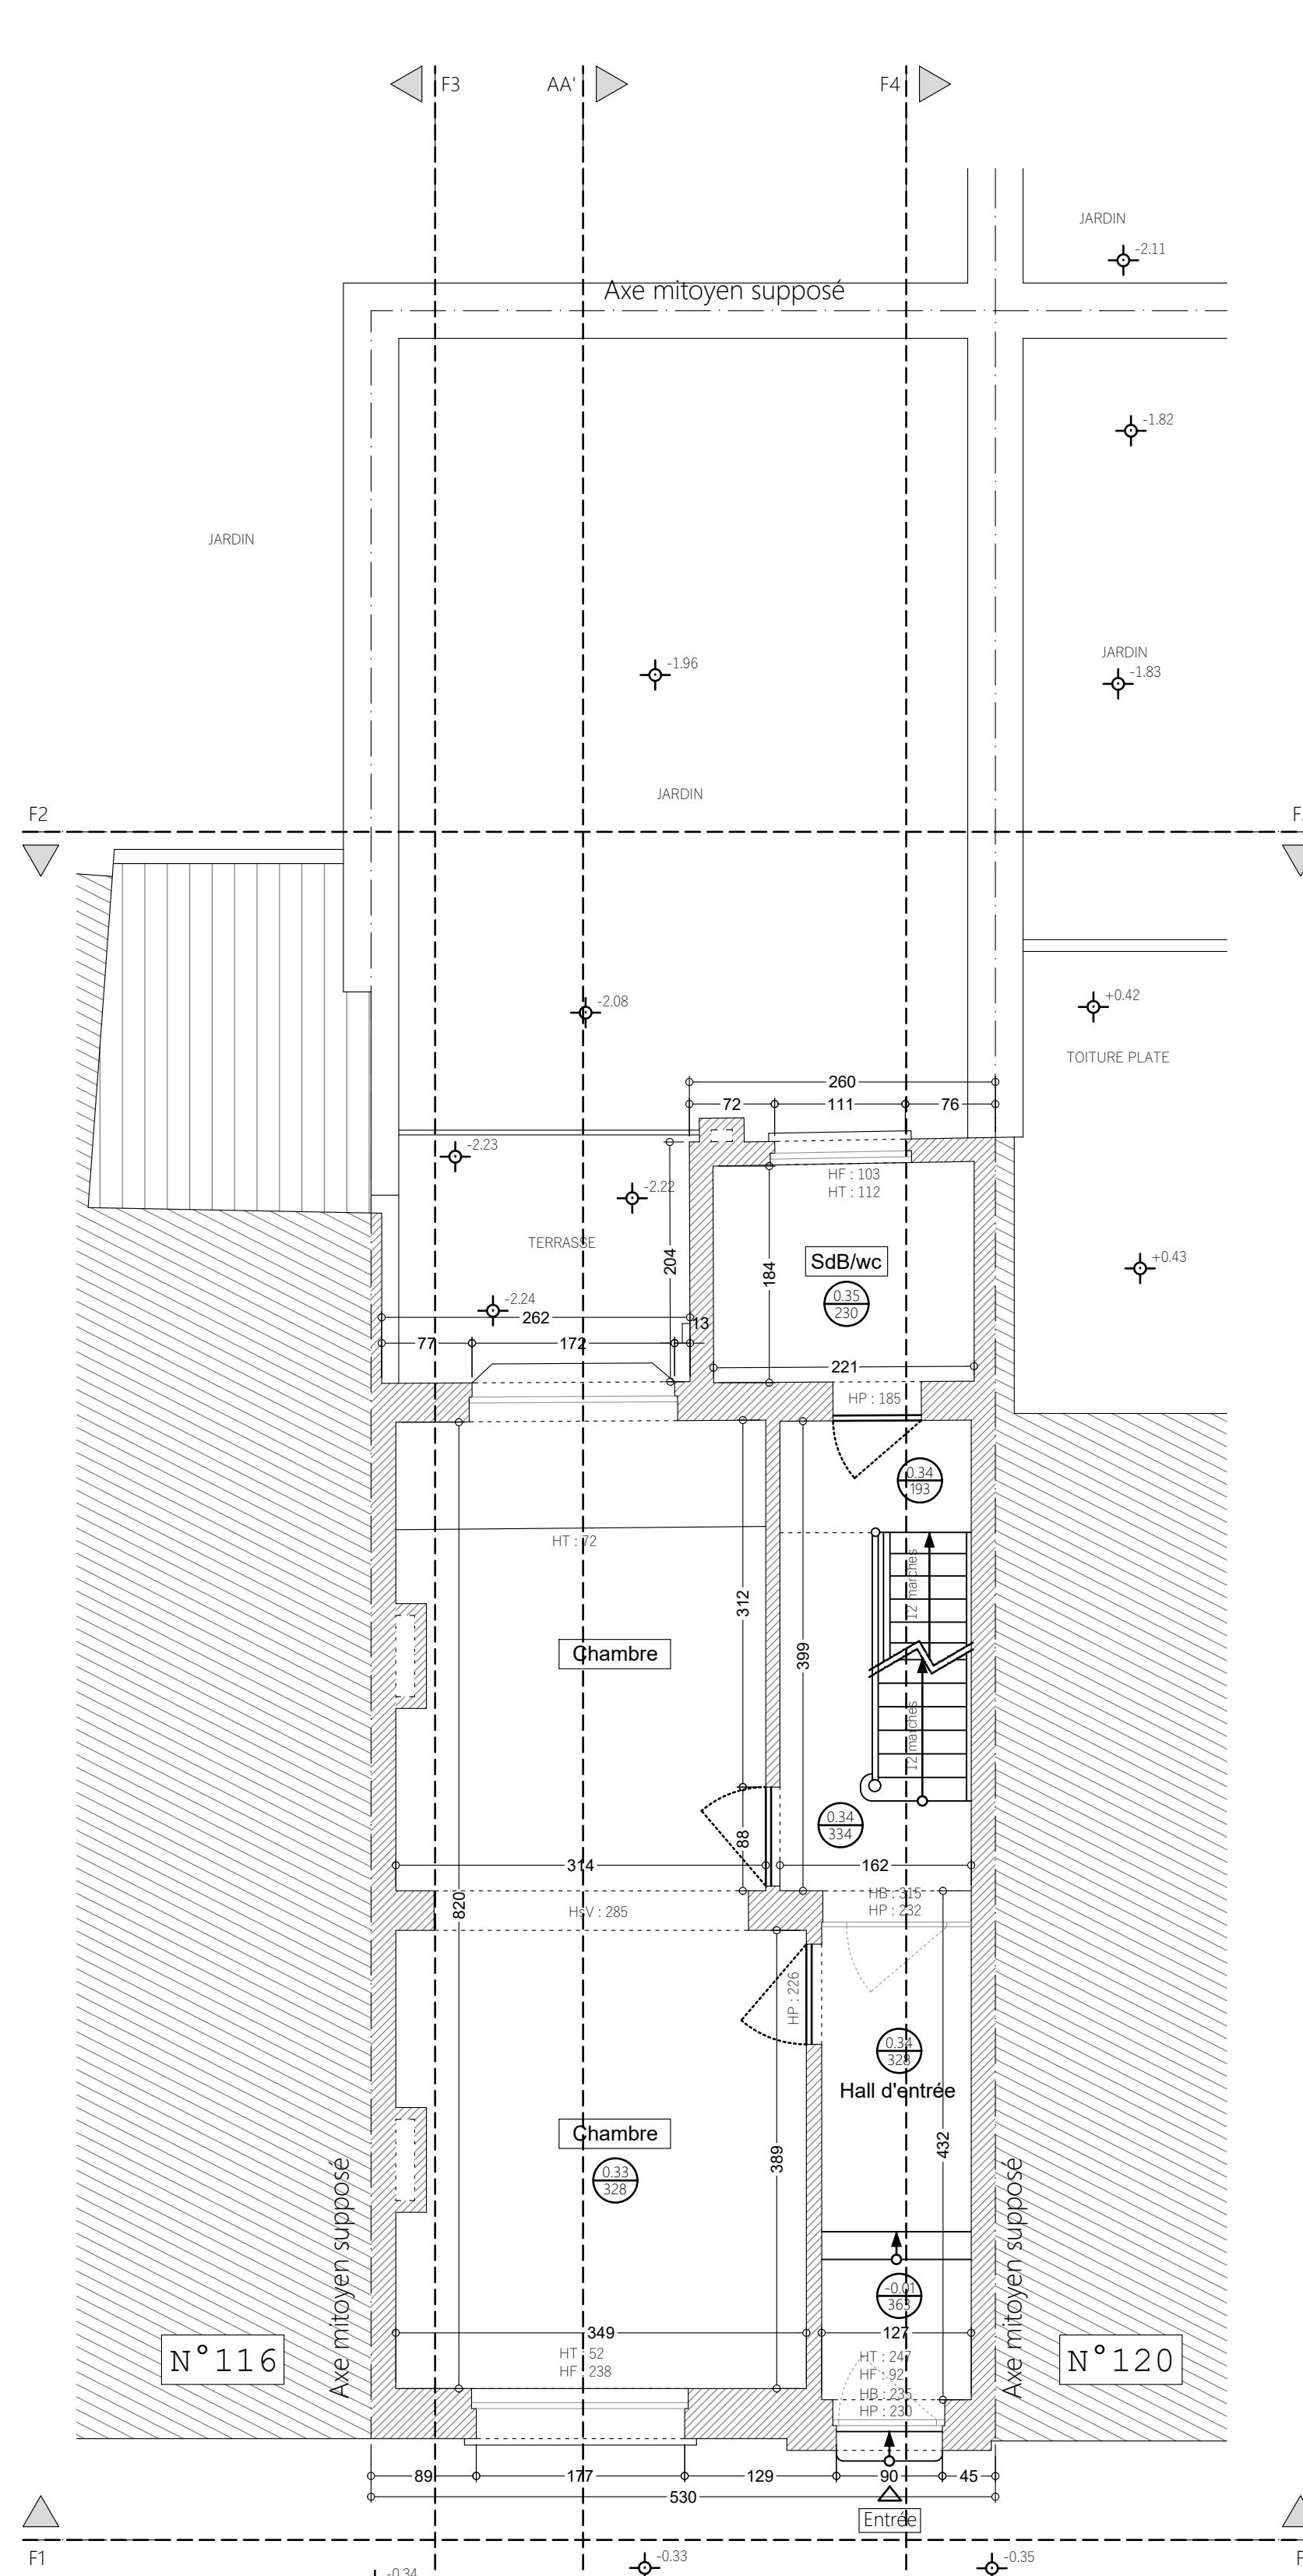 F3
AA'
F4
JARDIN
-2.11
Axe mitoyen supposé
-1.82
JARDIN
JARDIN
-1.83
-1.96
JARDIN
F2
+0.42
-2.08
TOITURE PLATE
260
72
111
76
-2.23
-2.22
HF : 103
HT : 112
TERRASSE
204
184
SdB/wc
0.35
230
+0.43
-2.24
262
13
77
172
221
HP : 185
0.34
193
HT : 72
12 marches
312
399
Chambre
12 marches
0.34
334
88
314
162
820
HsV : 285
HB : 315
HP : 232
HP : 226
0.34
328
Hall d'entrée
Chambre
389
432
0.33
328
Axe mitoyen supposé
Axe mitoyen supposé
-0.01
363
349
127
N°116
HT : 52
HF : 238
HT : 247
HF : 92
HB : 235
HP : 230
N°120
89
177
129
90
45
530
Entrée
F1
-0.33
-0.35
-0.34